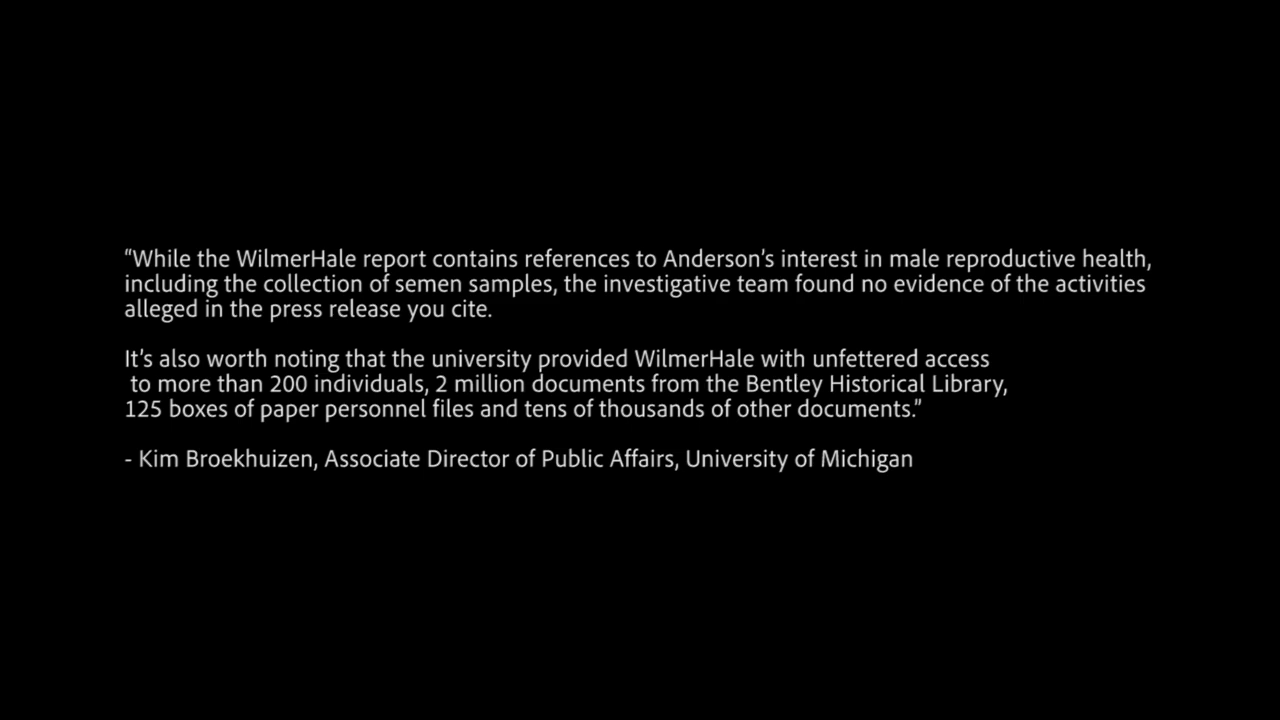 “While the WilmerHale report contains references to Anderson’s interest in male reproductive health,
including the collection of semen samples, the investigative team found no evidence of the activities
alleged in the press release you cite.
It’s also worth noting that the university provided WilmerHale with unfettered access
to more than 200 individuals, 2 million documents from the Bentley Historical Library,
125 boxes of paper personnel files and tens of thousands of other documents.”
- Kim Broekhuizen, Associate Director of Public Affairs, University of Michigan